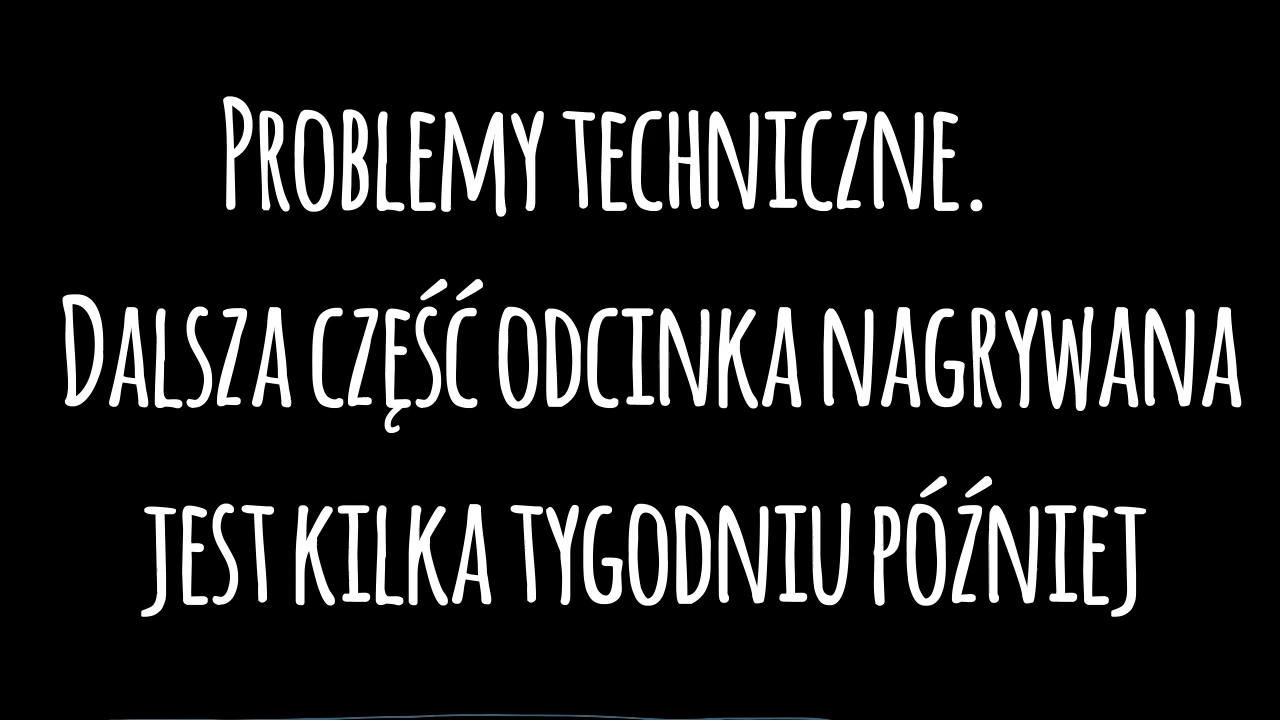 Problemy techniczne.
Dalsza część odcinka nagrywana
jest kilka tygodniu później